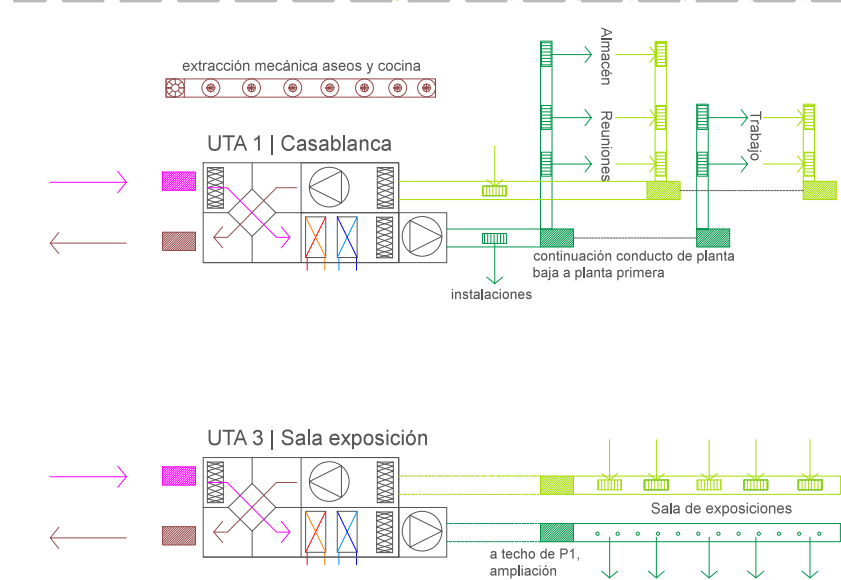 extracción mecánica aseos y cocina
UTA 1 | Casablanca
Almacén
Reuniones
Trabajo
continuación conducto de planta
baja a planta primera
instalaciones
UTA 3 | Sala exposición
Sala de exposiciones
a techo de P1,
ampliación